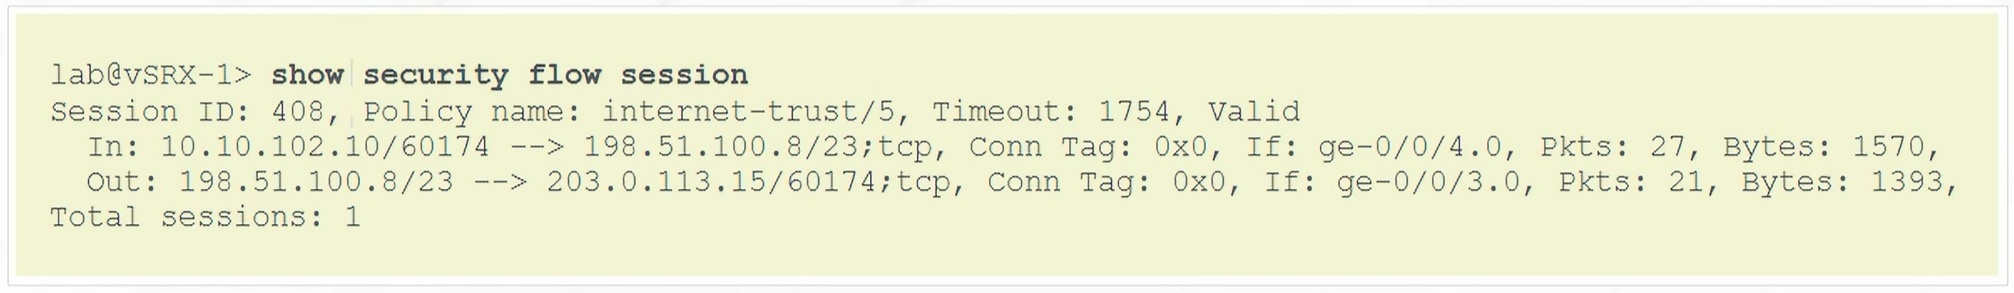 lab@vSRX-1> show security flow session
Session ID: 408, Policy name: internet-trust/5, Timeout: 1754, Valid
In: 10.10.102.10/60174 --> 198.51.100.8/23;tcp, Conn Tag: 0x0, If: ge-0/0/4.0, Pkts: 27, Bytes: 1570,
Out: 198.51.100.8/23 --> 203.0.113.15/60174;tcp, Conn Tag: 0x0, If: ge-0/0/3.0, Pkts: 21, Bytes: 1393,
Total sessions: 1